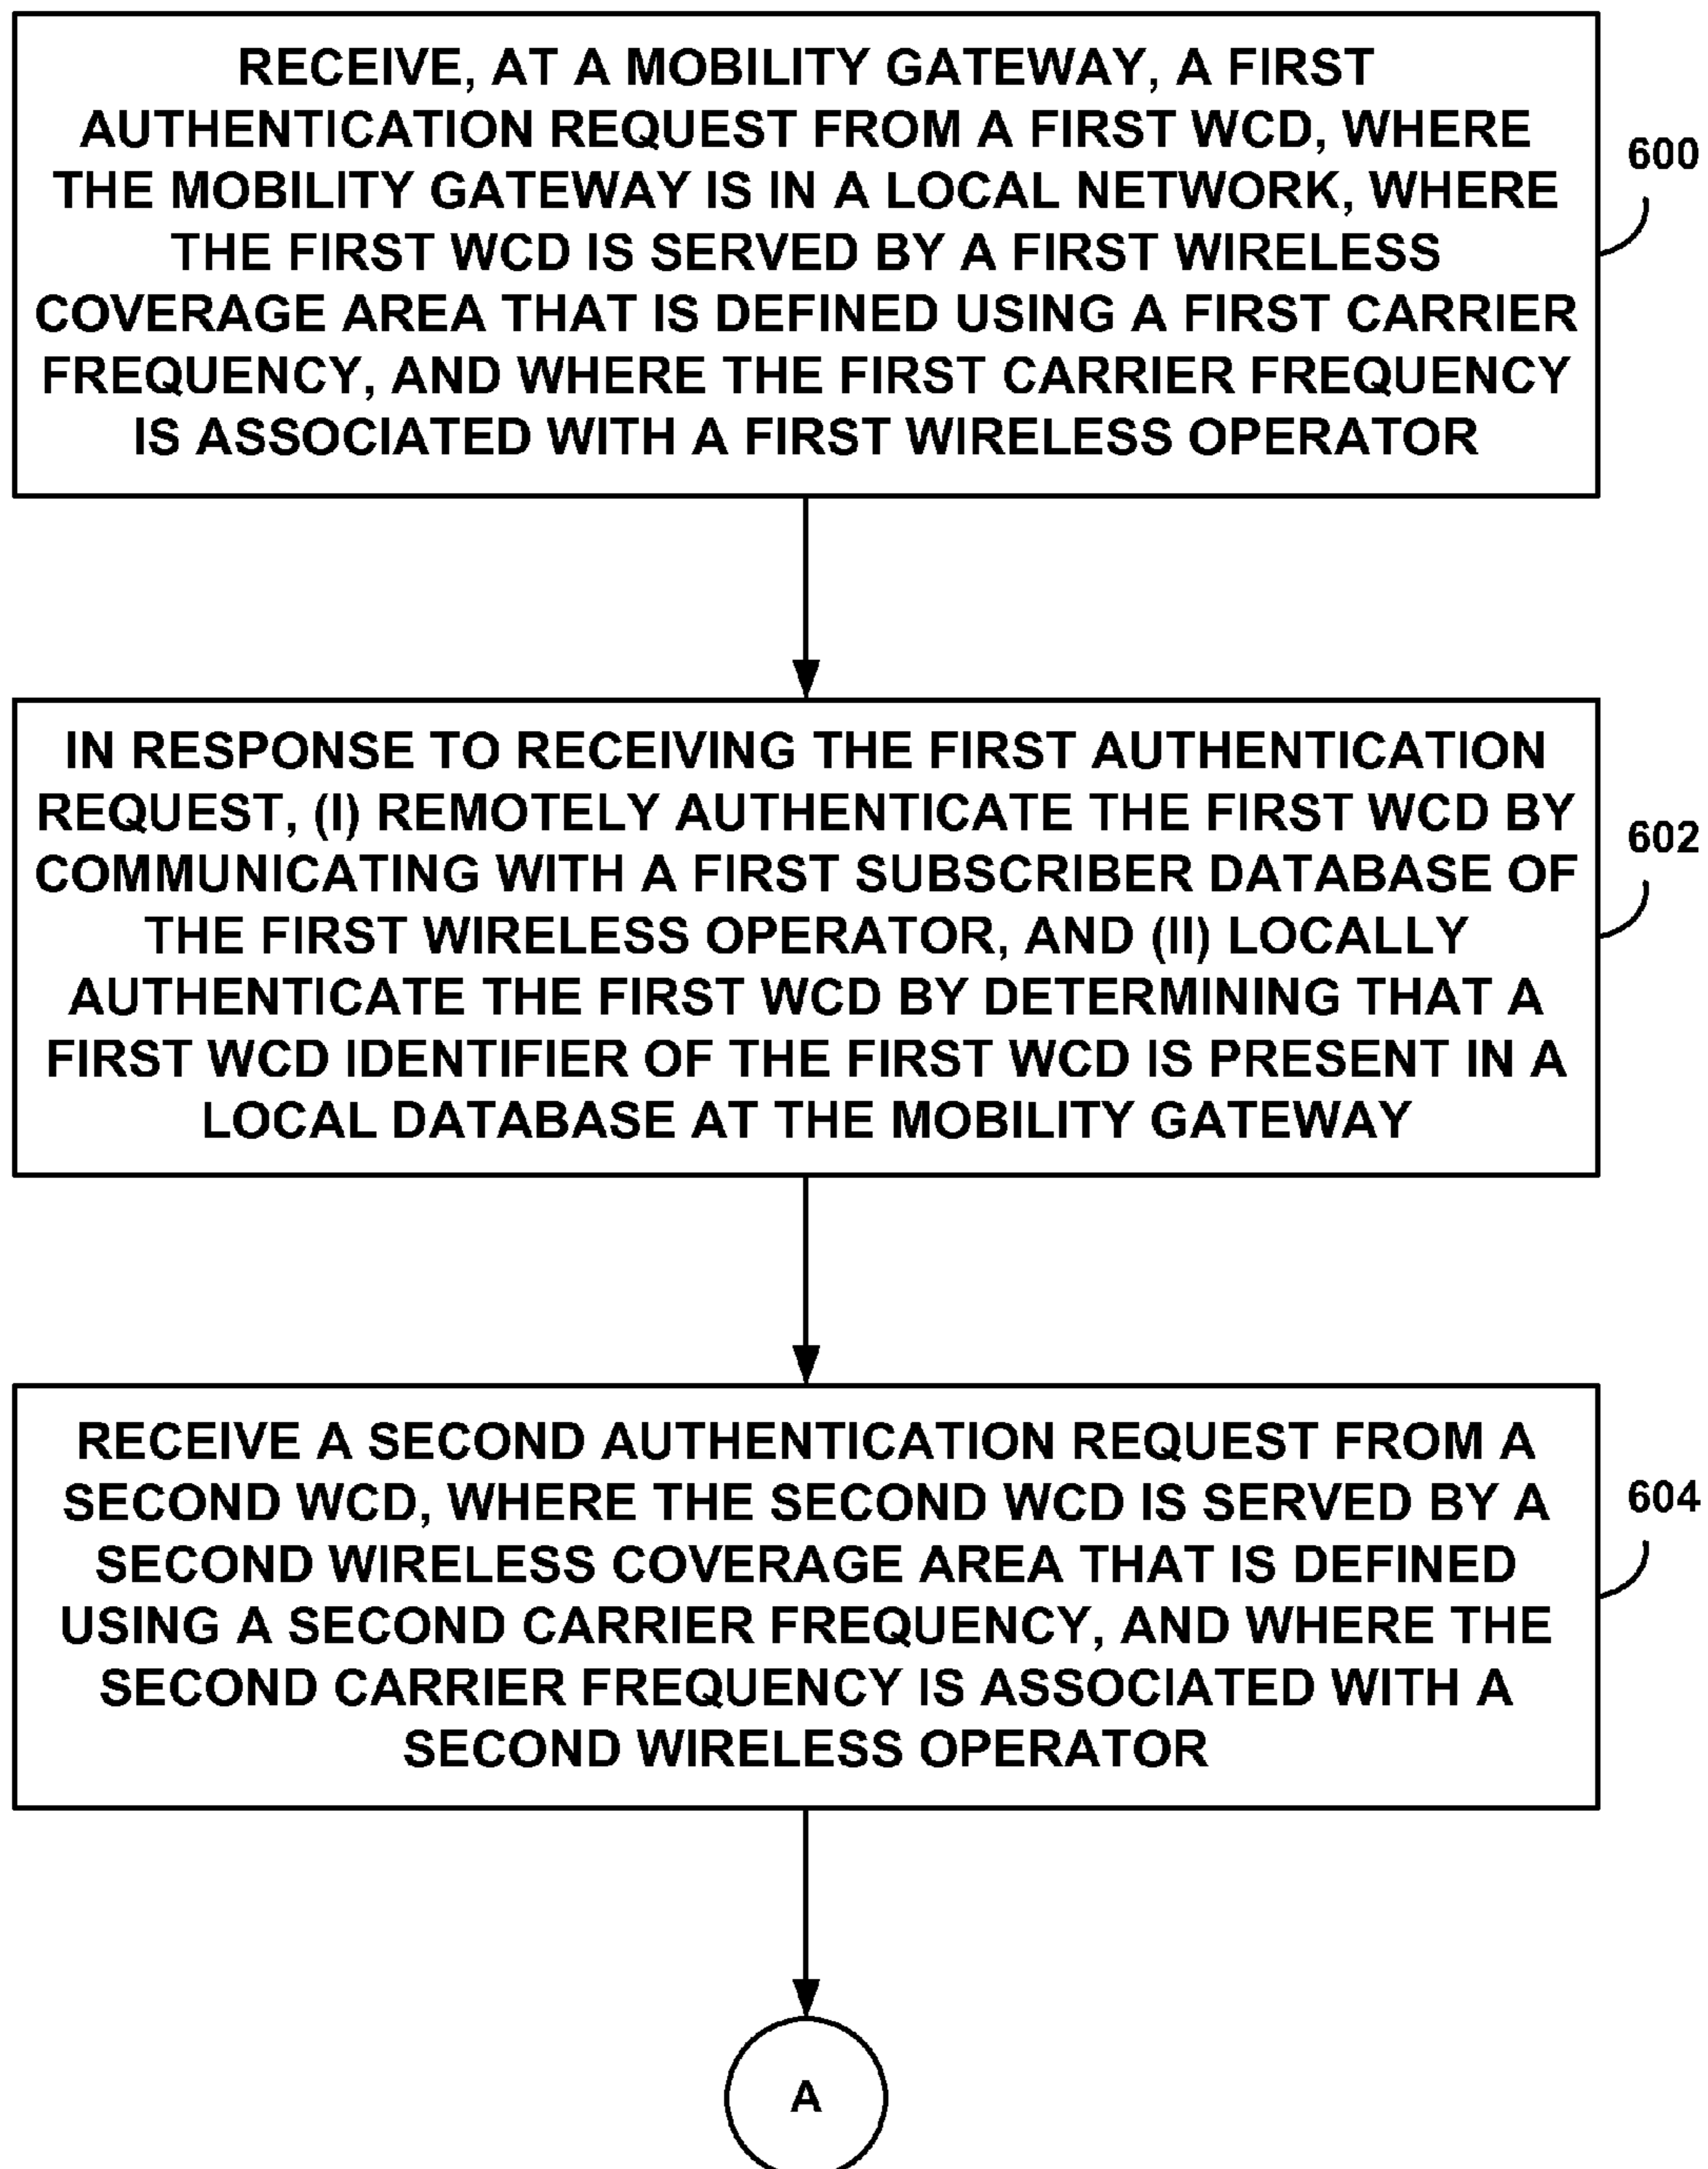 RECEIVE, AT A MOBILITY GATEWAY, A FIRST
AUTHENTICATION REQUEST FROM A FIRST WCD, WHERE
THE MOBILITY GATEWAY IS IN A LOCAL NETWORK, WHERE
THE FIRST WCD IS SERVED BY A FIRST WIRELESS
COVERAGE AREA THAT IS DEFINED USING A FIRST CARRIER
FREQUENCY, AND WHERE THE FIRST CARRIER FREQUENCY
IS ASSOCIATED WITH A FIRST WIRELESS OPERATOR
600
IN RESPONSE TO RECEIVING THE FIRST AUTHENTICATION
REQUEST, (I) REMOTELY AUTHENTICATE THE FIRST WCD BY
COMMUNICATING WITH A FIRST SUBSCRIBER DATABASE OF
THE FIRST WIRELESS OPERATOR, AND (II) LOCALLY
AUTHENTICATE THE FIRST WCD BY DETERMINING THAT A
FIRST WCD IDENTIFIER OF THE FIRST WCD IS PRESENT IN A
LOCAL DATABASE AT THE MOBILITY GATEWAY
602
RECEIVE A SECOND AUTHENTICATION REQUEST FROM A
SECOND WCD, WHERE THE SECOND WCD IS SERVED BY A
SECOND WIRELESS COVERAGE AREA THAT IS DEFINED
USING A SECOND CARRIER FREQUENCY, AND WHERE THE
SECOND CARRIER FREQUENCY IS ASSOCIATED WITH A
SECOND WIRELESS OPERATOR
604
A